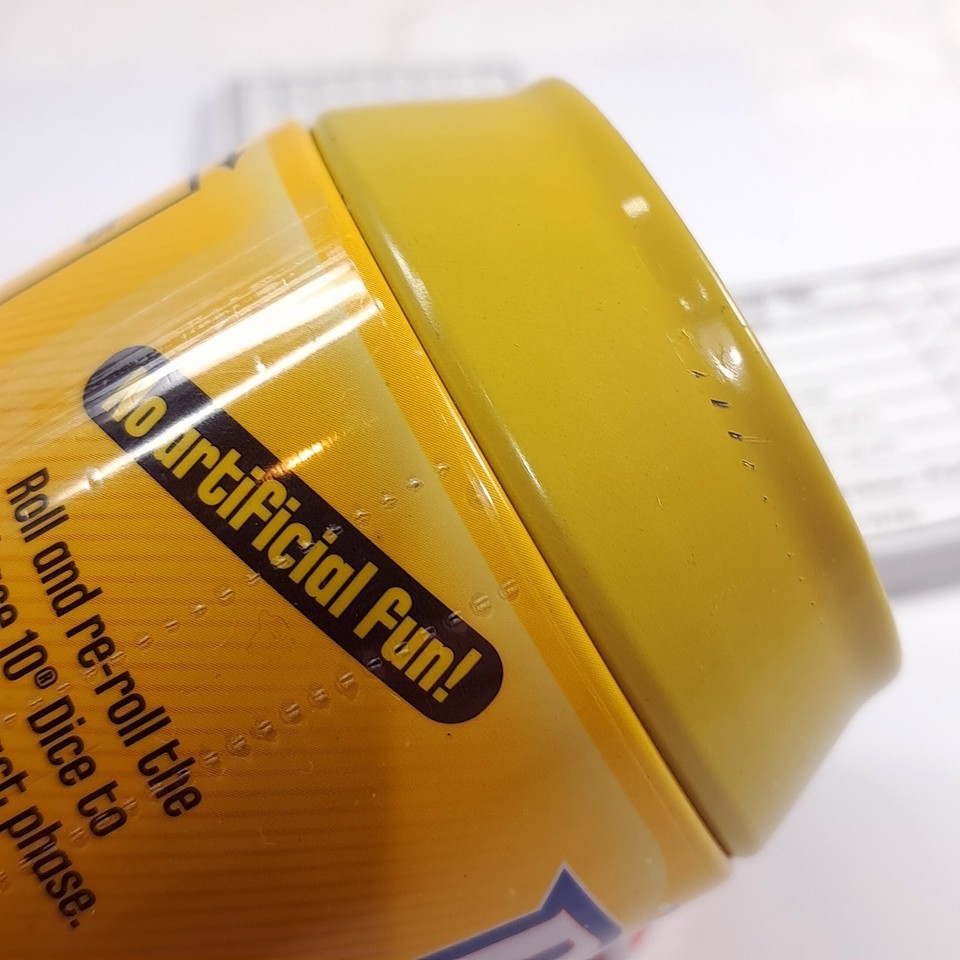 No artificial fun!
Roll and re-roll the
10® Dice to
phase.